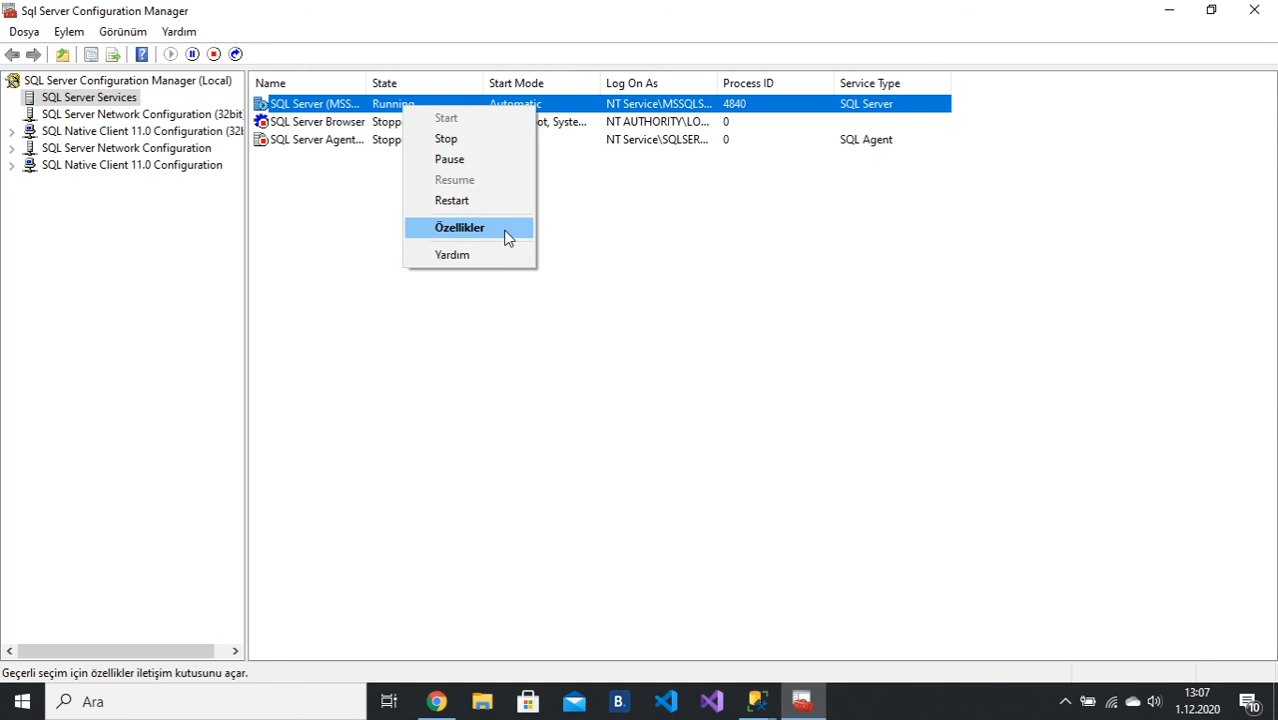 Sql Server Configuration Manager
Dosya Eylem Görünüm Yardım
SQL Server Configuration Manager (Local)
SQL Server Services
SQL Server Network Configuration (32bit
SQL Native Client 11.0 Configuration (32b
SQL Server Network Configuration
SQL Native Client 11.0 Configuration
Name State Start Mode Log On As Process ID Service Type
SQL Server (MSS... Running Automatic NT Service\MSSQLS... 4840 SQL Server
SQL Server Browser Stopp ot, Syste... NT AUTHORITY\LO... 0
SQL Server Agent... Stopp NT Service\SQLSER... 0 SQL Agent
Start
Stop
Pause
Resume
Restart
Özellikler
Yardım
Geçerli seçim için özellikler iletişim kutusunu açar.
Ara
B.
13:07
1.12.2020
10